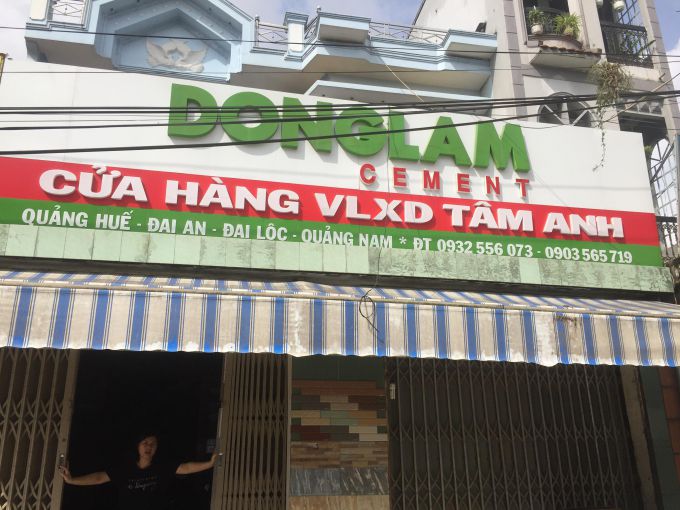 DONGLAM
CEMENT
CỬA HÀNG VLXD TÂM ANH
QUẢNG HUẾ - ĐẠI AN - ĐẠI LỘC - QUẢNG NAM * ĐT 0932 556 073 - 0903 565 719